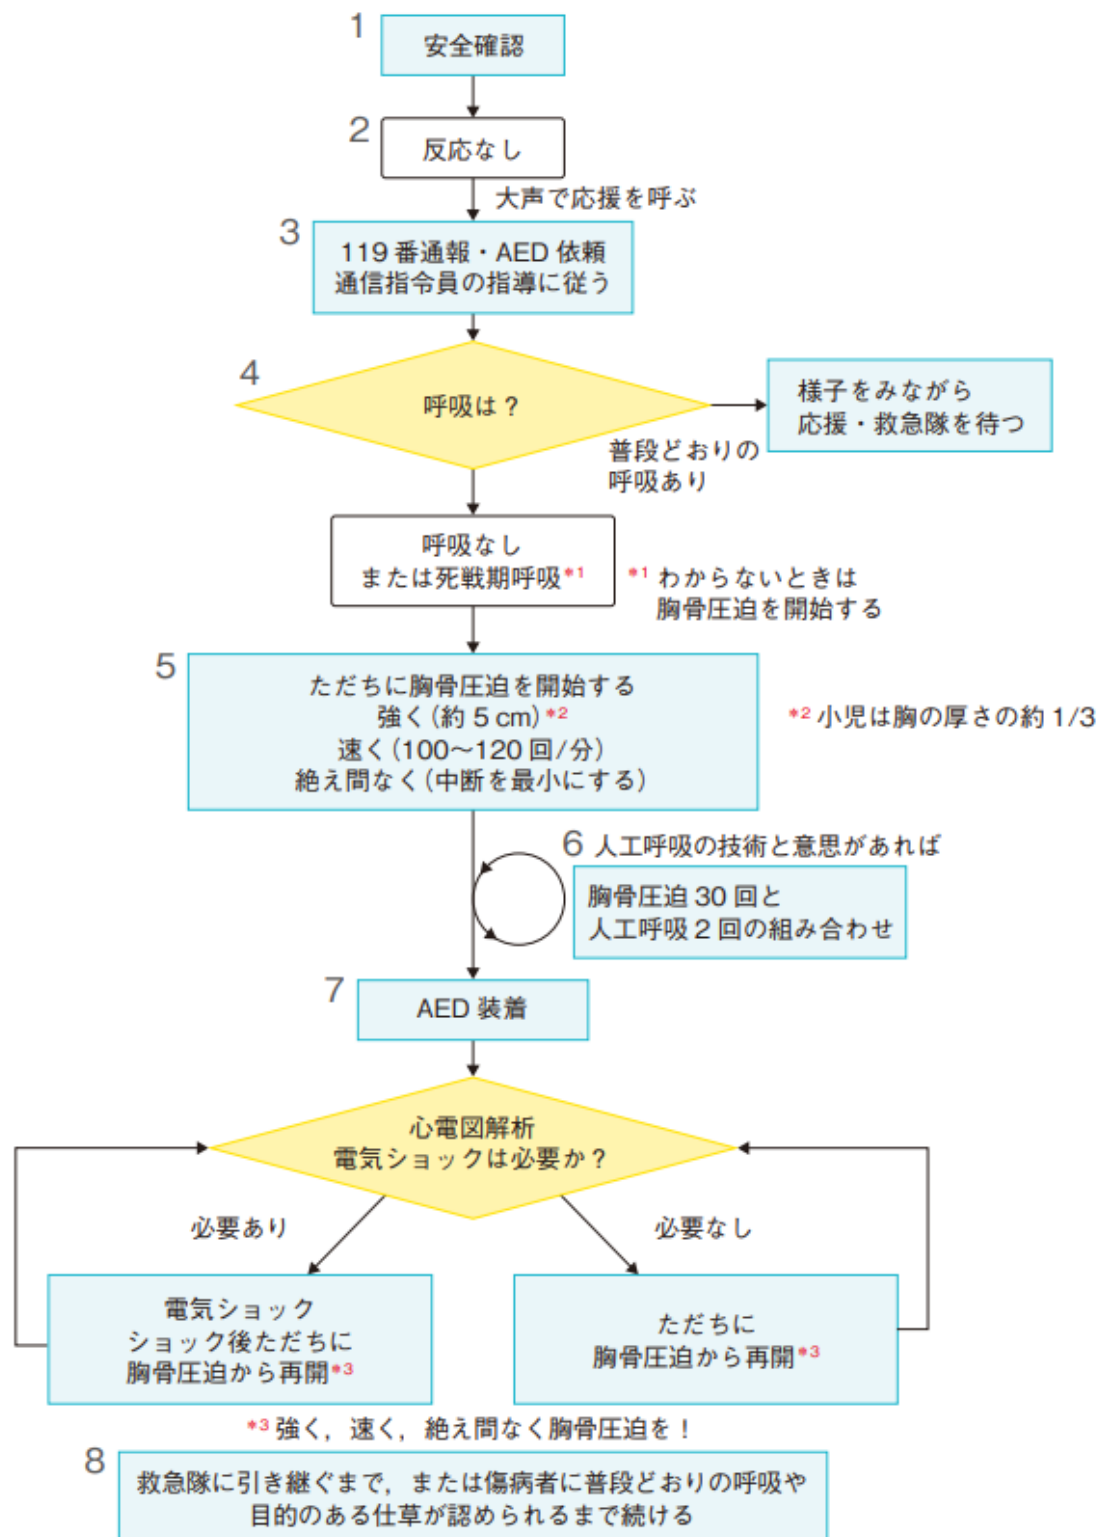 1
安全確認
2
反応なし
大声で応援を呼ぶ
3
119番通報・AED 依頼
通信指令員の指導に従う
4
呼吸は？
様子をみながら
応援・救急隊を待つ
普段どおりの
呼吸あり
呼吸なし
または死戦期呼吸*1
*1 わからないときは
胸骨圧迫を開始する
5
ただちに胸骨圧迫を開始する
強く（約 5 cm）*2
速く（100～120 回/分）
絶え間なく（中断を最小にする）
*2 小児は胸の厚さの約 1/3
6 人工呼吸の技術と意思があれば
胸骨圧迫 30 回と
人工呼吸 2 回の組み合わせ
7
AED 装着
心電図解析
電気ショックは必要か？
必要あり
必要なし
電気ショック
ショック後ただちに
胸骨圧迫から再開*3
ただちに
胸骨圧迫から再開*3
*3 強く，速く，絶え間なく胸骨圧迫を！
8
救急隊に引き継ぐまで，または傷病者に普段どおりの呼吸や
目的のある仕草が認められるまで続ける